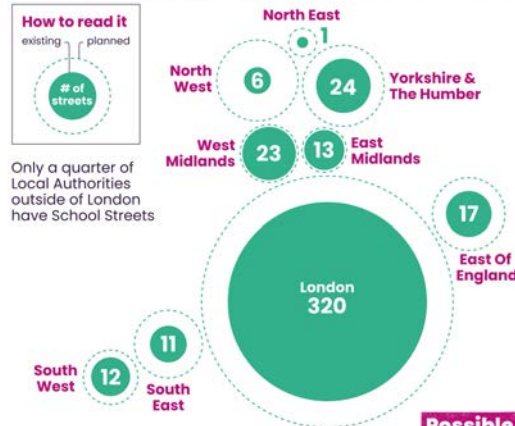 How to read it
existing
planned
# of
streets
Only a quarter of
Local Authorities
outside of London
have School Streets
North East
1
North
West
6
24
Yorkshire &
The Humber
West
Midlands
23
13
East
Midlands
17
East Of
England
London
320
11
South
East
South
West
12
Possible